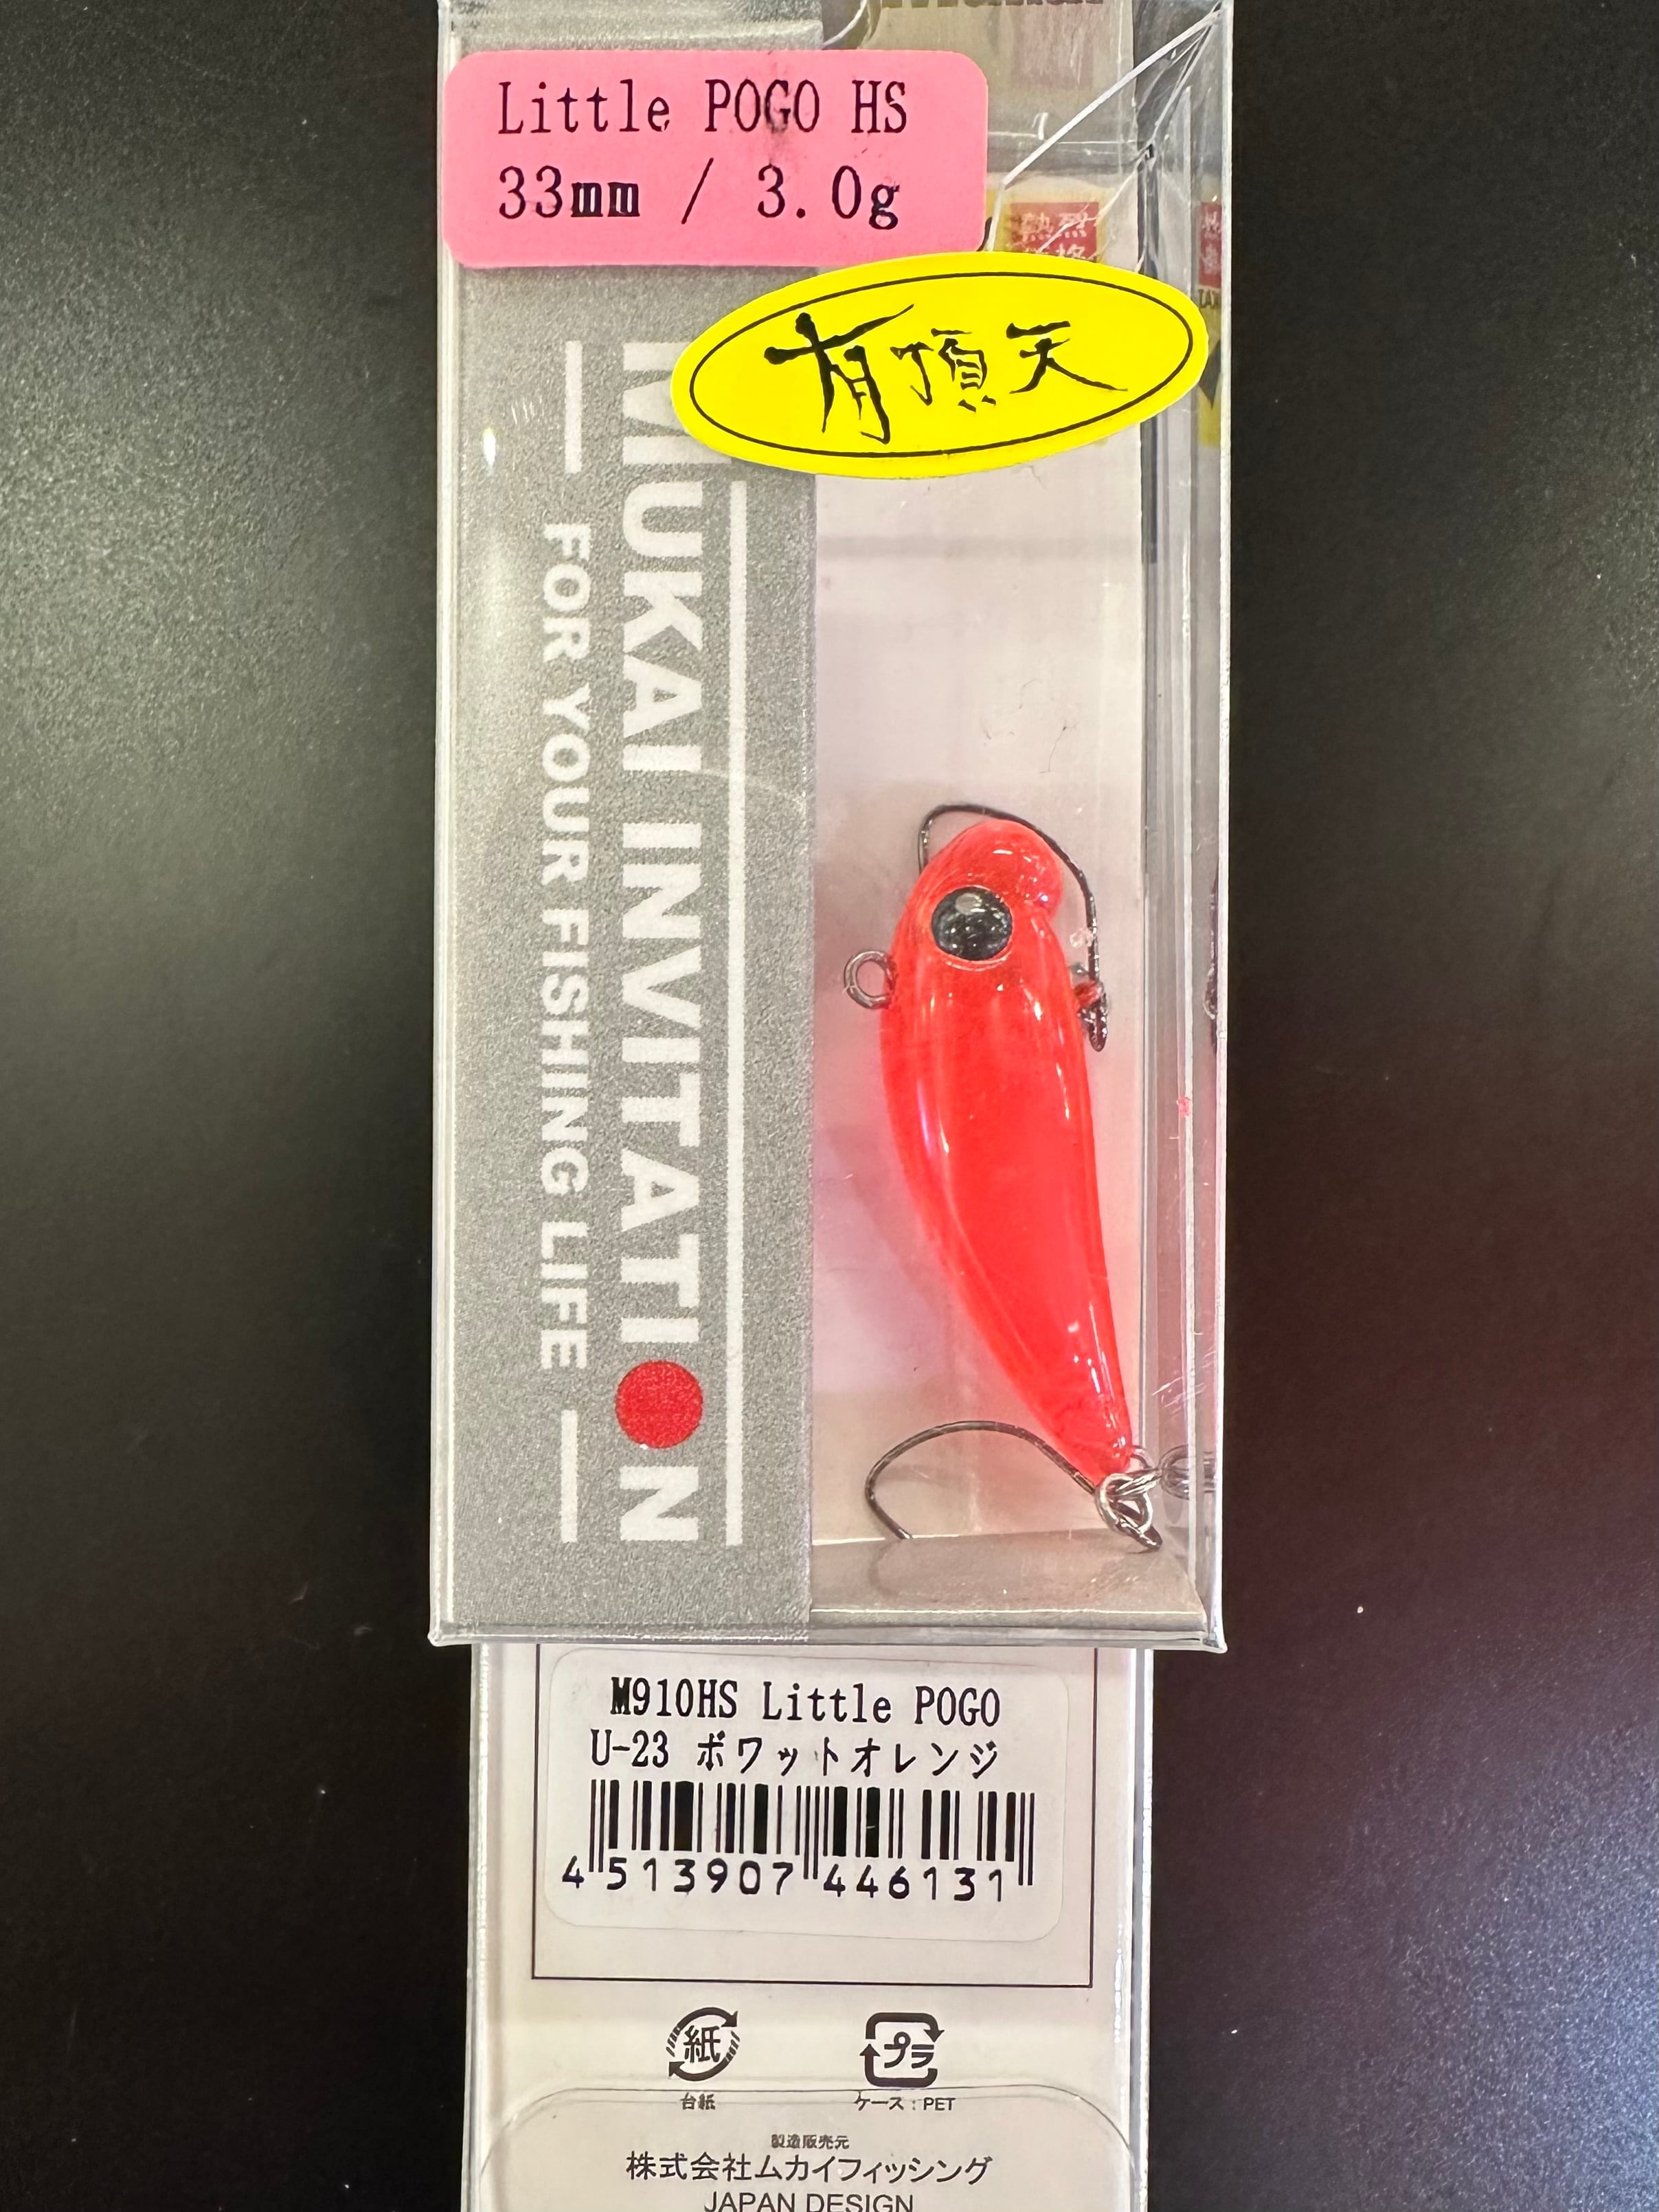 Little POGO HS
33mm / 3.0g
有頂天
MUKAI INVITATI●N
FOR YOUR FISHING LIFE
M910HS Little POGO
U-23 ボワットオレンジ
4 513907 446131
紙
プラ
台紙
ケース：PET
製造販売元
株式会社ムカイフィッシング
JAPAN DESIGN